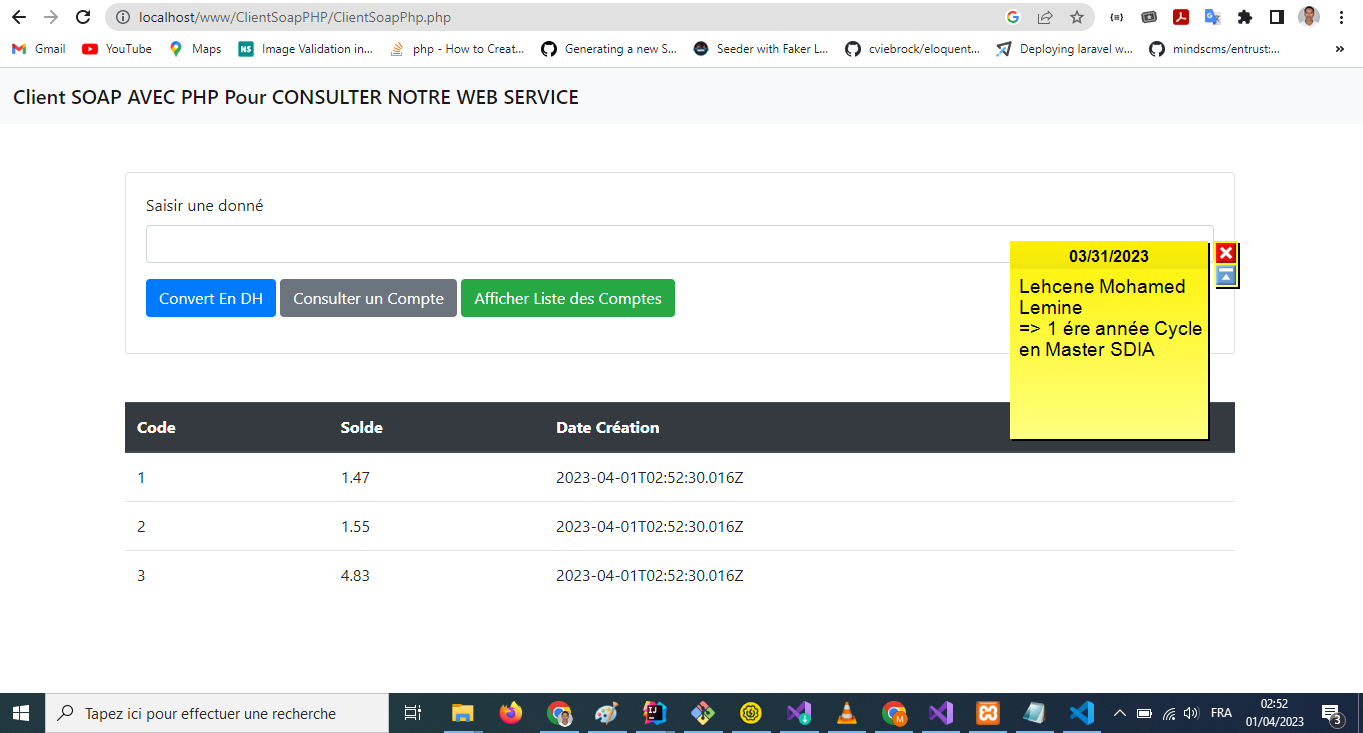 localhost/www/ClientSoapPHP/ClientSoapPhp.php
Gmail YouTube Maps NS Image Validation in... php - How to Creat... Generating a new S... Seeder with Faker L... cviebrock/eloquent... Deploying laravel w... mindscms/entrust:... »
Client SOAP AVEC PHP Pour CONSULTER NOTRE WEB SERVICE
Saisir une donné
Convert En DH Consulter un Compte Afficher Liste des Comptes
03/31/2023
Lehcene Mohamed
Lemine
=> 1 ére année Cycle
en Master SDIA
Code Solde Date Création
1 1.47 2023-04-01T02:52:30.016Z
2 1.55 2023-04-01T02:52:30.016Z
3 4.83 2023-04-01T02:52:30.016Z
Tapez ici pour effectuer une recherche
FRA
02:52
01/04/2023
3